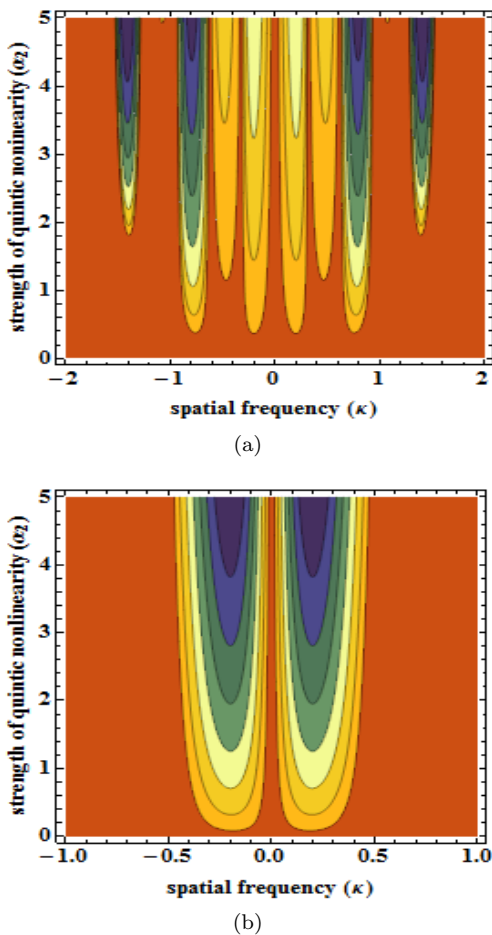 5
4
3
2
1
0
strength of quintic noninearity (α₂)
−2 −1 0 1 2
spatial frequency (κ)
(a)
5
4
3
2
1
0
strength of quintic nonlinearity (α₂)
−1.0 −0.5 0.0 0.5 1.0
spatial frequency (κ)
(b)